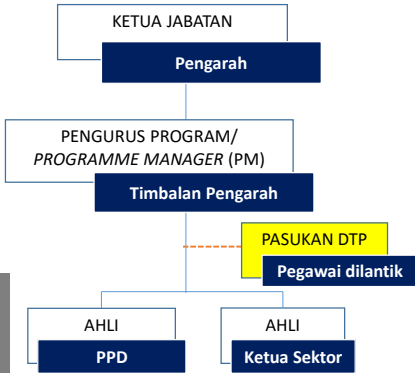 KETUA JABATAN
Pengarah
PENGURUS PROGRAM/
PROGRAMME MANAGER (PM)
Timbalan Pengarah
PASUKAN DTP
Pegawai dilantik
AHLI
PPD
AHLI
Ketua Sektor